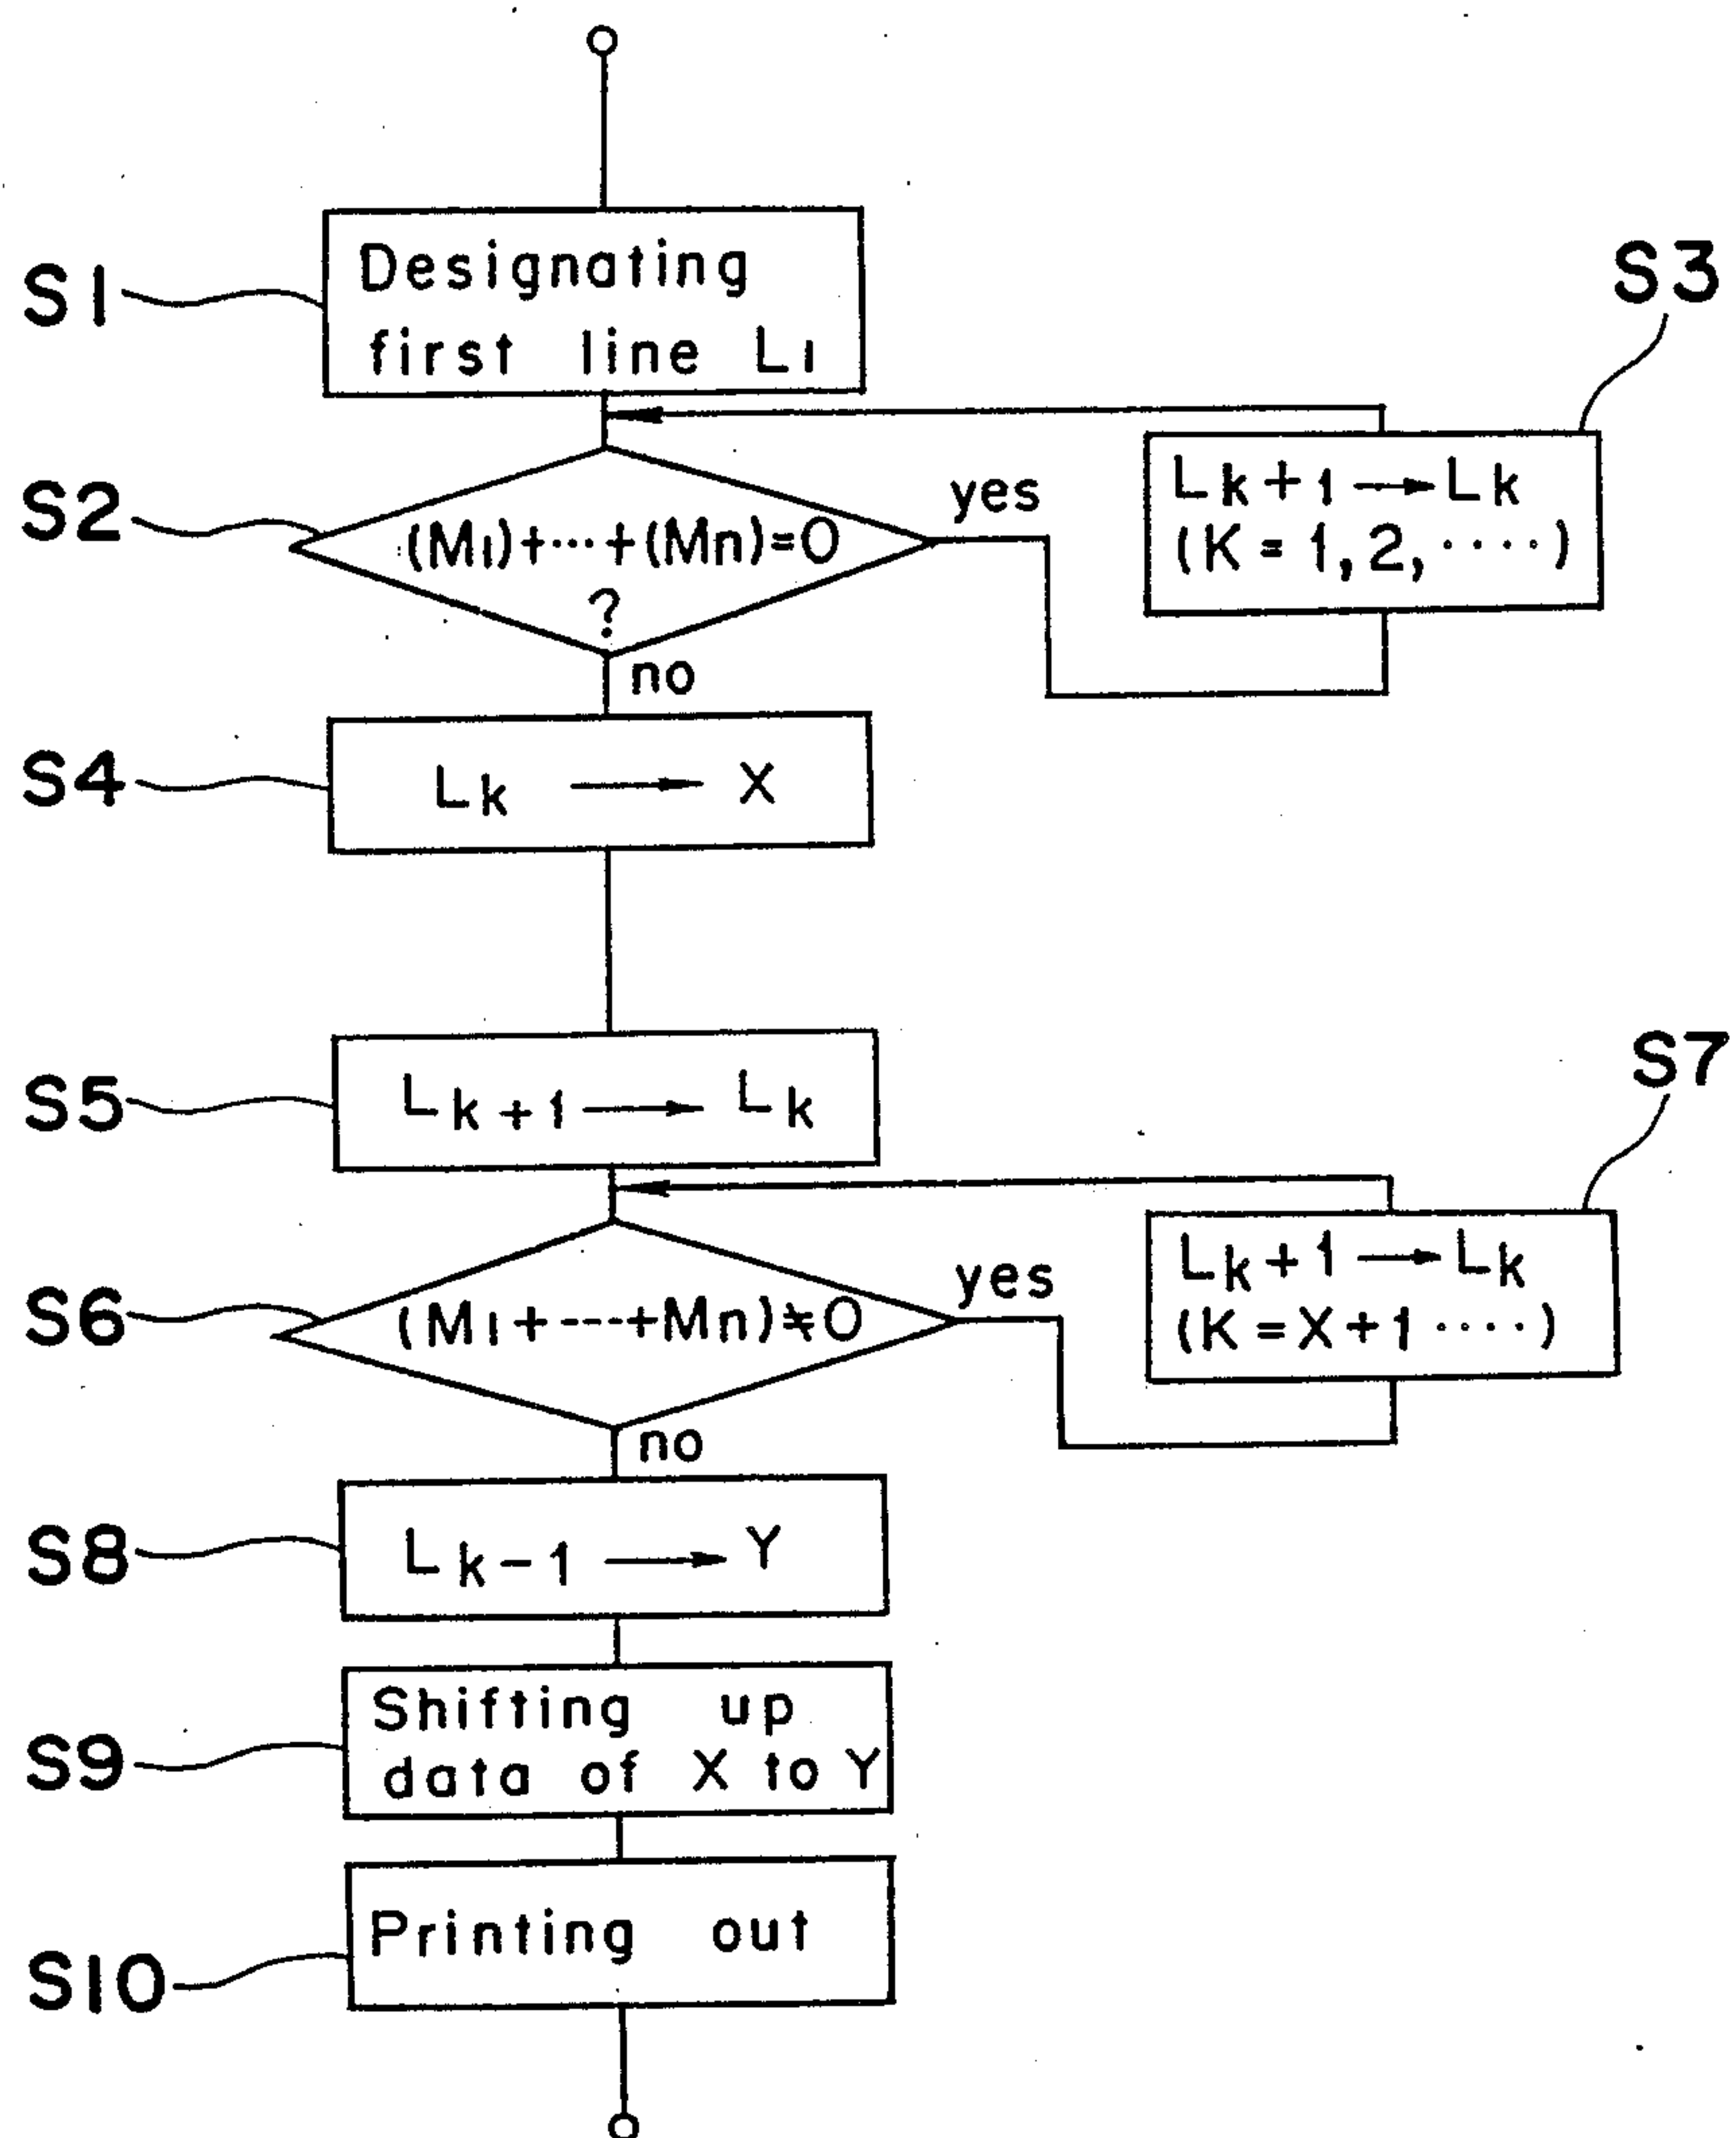 S1
Designating
first line L1
S3
Lk+1→Lk
(K=1,2,····)
S2
(M1)+···+(Mn)=0
?
yes
no
S4
Lk → X
S5
Lk+1 → Lk
S7
Lk+1→Lk
(K=X+1····)
S6
(M1+---+Mn)≠0
yes
no
S8
Lk-1 → Y
S9
Shifting up
data of X to Y
S10
Printing out